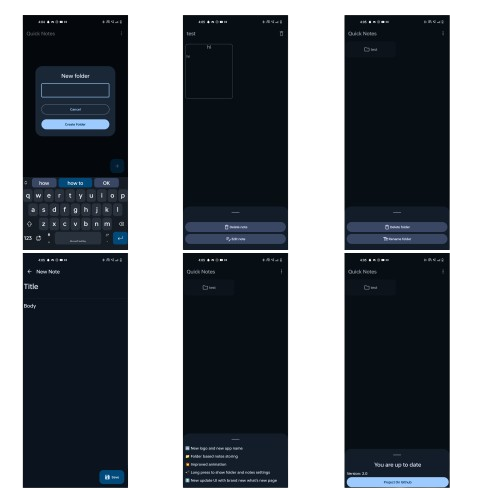 Quick Notes
New folder
Cancel
Create Folder
how
how to
OK
q w e r t y u i o p
a s d f g h j k l
z x c v b n m
123
test
Hi
Hi
Delete note
Edit note
Quick Notes
test
Delete folder
Rename folder
New Note
Title
Body
Save
Quick Notes
test
New logo and new app name
Folder based notes storing
Improved animation
Long press to show folder and notes settings
New update UI with brand new what's new page
Quick Notes
test
You are up to date
Version: 2.0
Project On Github